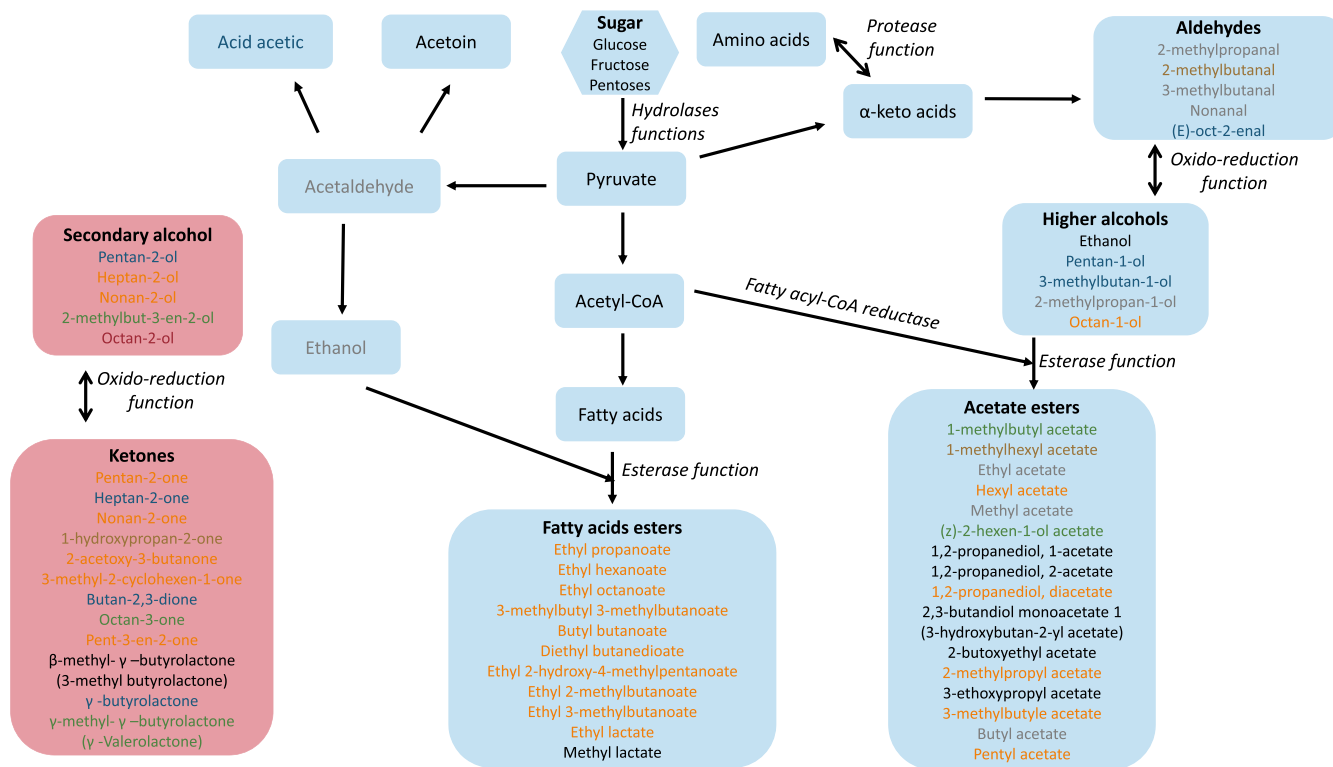 Acid acetic
Acetoin
Sugar
Glucose
Fructose
Pentoses
Amino acids
Protease
function
Aldehydes
2-methylpropanal
2-methylbutanal
3-methylbutanal
Nonanal
(E)-oct-2-enal
α-keto acids
Hydrolases
functions
Oxido-reduction
function
Acetaldehyde
Pyruvate
Secondary alcohol
Pentan-2-ol
Heptan-2-ol
Nonan-2-ol
2-methylbut-3-en-2-ol
Octan-2-ol
Higher alcohols
Ethanol
Pentan-1-ol
3-methylbutan-1-ol
2-methylpropan-1-ol
Octan-1-ol
Acetyl-CoA
Fatty acyl-CoA reductase
Ethanol
Esterase function
Oxido-reduction
function
Fatty acids
Esterase function
Ketones
Pentan-2-one
Heptan-2-one
Nonan-2-one
1-hydroxypropan-2-one
2-acetoxy-3-butanone
3-methyl-2-cyclohexen-1-one
Butan-2,3-dione
Octan-3-one
Pent-3-en-2-one
β-methyl- γ –butyrolactone
(3-methyl butyrolactone)
γ -butyrolactone
γ-methyl- γ –butyrolactone
(γ -Valerolactone)
Fatty acids esters
Ethyl propanoate
Ethyl hexanoate
Ethyl octanoate
3-methylbutyl 3-methylbutanoate
Butyl butanoate
Diethyl butanedioate
Ethyl 2-hydroxy-4-methylpentanoate
Ethyl 2-methylbutanoate
Ethyl 3-methylbutanoate
Ethyl lactate
Methyl lactate
Acetate esters
1-methylbutyl acetate
1-methylhexyl acetate
Ethyl acetate
Hexyl acetate
Methyl acetate
(z)-2-hexen-1-ol acetate
1,2-propanediol, 1-acetate
1,2-propanediol, 2-acetate
1,2-propanediol, diacetate
2,3-butandiol monoacetate 1
(3-hydroxybutan-2-yl acetate)
2-butoxyethyl acetate
2-methylpropyl acetate
3-ethoxypropyl acetate
3-methylbutyle acetate
Butyl acetate
Pentyl acetate